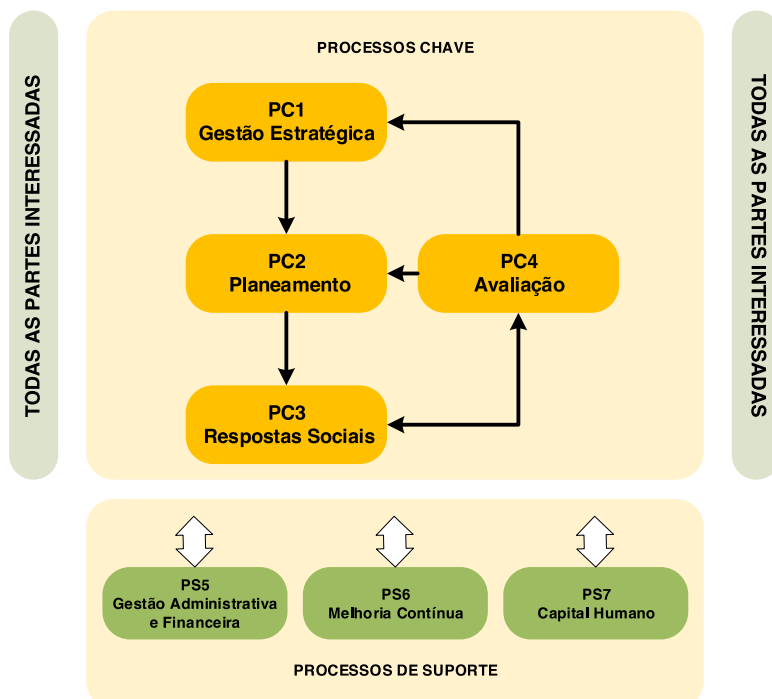 TODAS AS PARTES INTERESSADAS
PROCESSOS CHAVE
PC1
Gestão Estratégica
PC2
Planeamento
PC4
Avaliação
PC3
Respostas Sociais
TODAS AS PARTES INTERESSADAS
PS5
Gestão Administrativa
e Financeira
PS6
Melhoria Contínua
PS7
Capital Humano
PROCESSOS DE SUPORTE